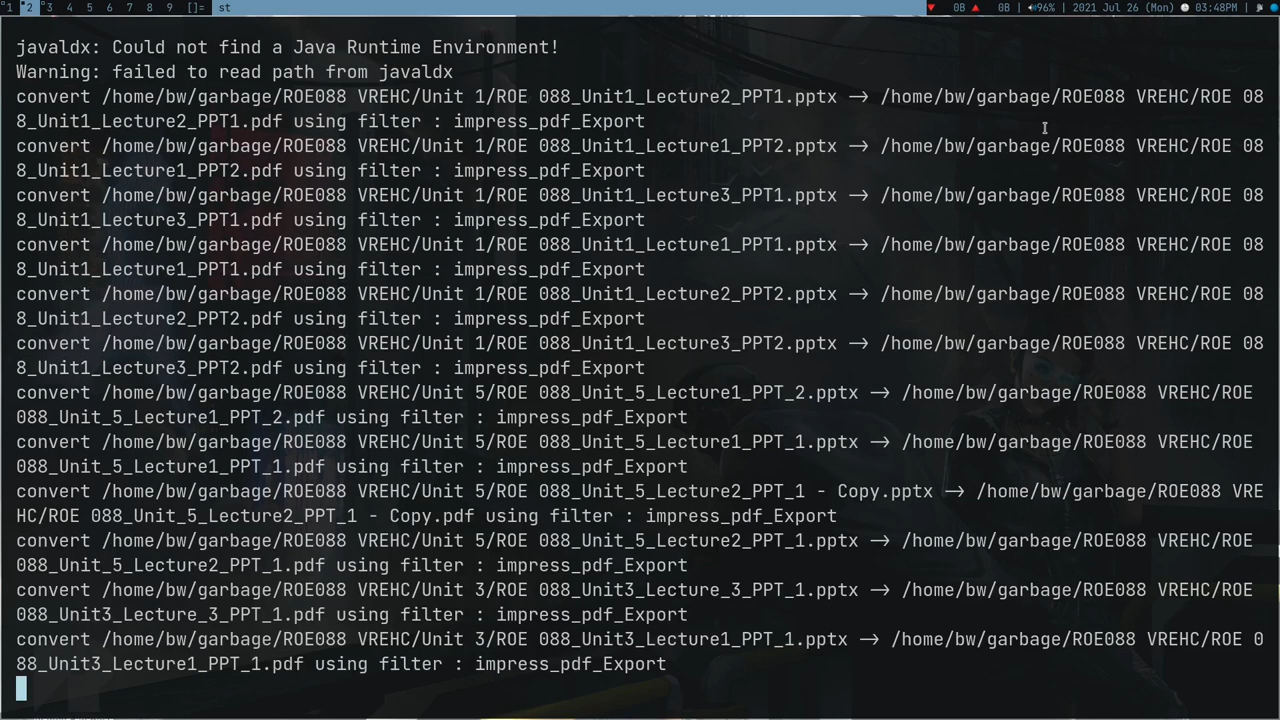 1 2 3 4 5 6 7 8 9 []= st 0B 0B 96% 2021 Jul 26 (Mon) 03:48PM
javaldx: Could not find a Java Runtime Environment!
Warning: failed to read path from javaldx
convert /home/bw/garbage/ROE088 VREHC/Unit 1/ROE 088_Unit1_Lecture2_PPT1.pptx -> /home/bw/garbage/ROE088 VREHC/ROE 08
8_Unit1_Lecture2_PPT1.pdf using filter : impress_pdf_Export
convert /home/bw/garbage/ROE088 VREHC/Unit 1/ROE 088_Unit1_Lecture1_PPT2.pptx -> /home/bw/garbage/ROE088 VREHC/ROE 08
8_Unit1_Lecture1_PPT2.pdf using filter : impress_pdf_Export
convert /home/bw/garbage/ROE088 VREHC/Unit 1/ROE 088_Unit1_Lecture3_PPT1.pptx -> /home/bw/garbage/ROE088 VREHC/ROE 08
8_Unit1_Lecture3_PPT1.pdf using filter : impress_pdf_Export
convert /home/bw/garbage/ROE088 VREHC/Unit 1/ROE 088_Unit1_Lecture1_PPT1.pptx -> /home/bw/garbage/ROE088 VREHC/ROE 08
8_Unit1_Lecture1_PPT1.pdf using filter : impress_pdf_Export
convert /home/bw/garbage/ROE088 VREHC/Unit 1/ROE 088_Unit1_Lecture2_PPT2.pptx -> /home/bw/garbage/ROE088 VREHC/ROE 08
8_Unit1_Lecture2_PPT2.pdf using filter : impress_pdf_Export
convert /home/bw/garbage/ROE088 VREHC/Unit 1/ROE 088_Unit1_Lecture3_PPT2.pptx -> /home/bw/garbage/ROE088 VREHC/ROE 08
8_Unit1_Lecture3_PPT2.pdf using filter : impress_pdf_Export
convert /home/bw/garbage/ROE088 VREHC/Unit 5/ROE 088_Unit_5_Lecture1_PPT_2.pptx -> /home/bw/garbage/ROE088 VREHC/ROE
088_Unit_5_Lecture1_PPT_2.pdf using filter : impress_pdf_Export
convert /home/bw/garbage/ROE088 VREHC/Unit 5/ROE 088_Unit_5_Lecture1_PPT_1.pptx -> /home/bw/garbage/ROE088 VREHC/ROE
088_Unit_5_Lecture1_PPT_1.pdf using filter : impress_pdf_Export
convert /home/bw/garbage/ROE088 VREHC/Unit 5/ROE 088_Unit_5_Lecture2_PPT_1 - Copy.pptx -> /home/bw/garbage/ROE088 VRE
HC/ROE 088_Unit_5_Lecture2_PPT_1 - Copy.pdf using filter : impress_pdf_Export
convert /home/bw/garbage/ROE088 VREHC/Unit 5/ROE 088_Unit_5_Lecture2_PPT_1.pptx -> /home/bw/garbage/ROE088 VREHC/ROE
088_Unit_5_Lecture2_PPT_1.pdf using filter : impress_pdf_Export
convert /home/bw/garbage/ROE088 VREHC/Unit 3/ROE 088_Unit3_Lecture_3_PPT_1.pptx -> /home/bw/garbage/ROE088 VREHC/ROE
088_Unit3_Lecture_3_PPT_1.pdf using filter : impress_pdf_Export
convert /home/bw/garbage/ROE088 VREHC/Unit 3/ROE 088_Unit3_Lecture1_PPT_1.pptx -> /home/bw/garbage/ROE088 VREHC/ROE 0
88_Unit3_Lecture1_PPT_1.pdf using filter : impress_pdf_Export